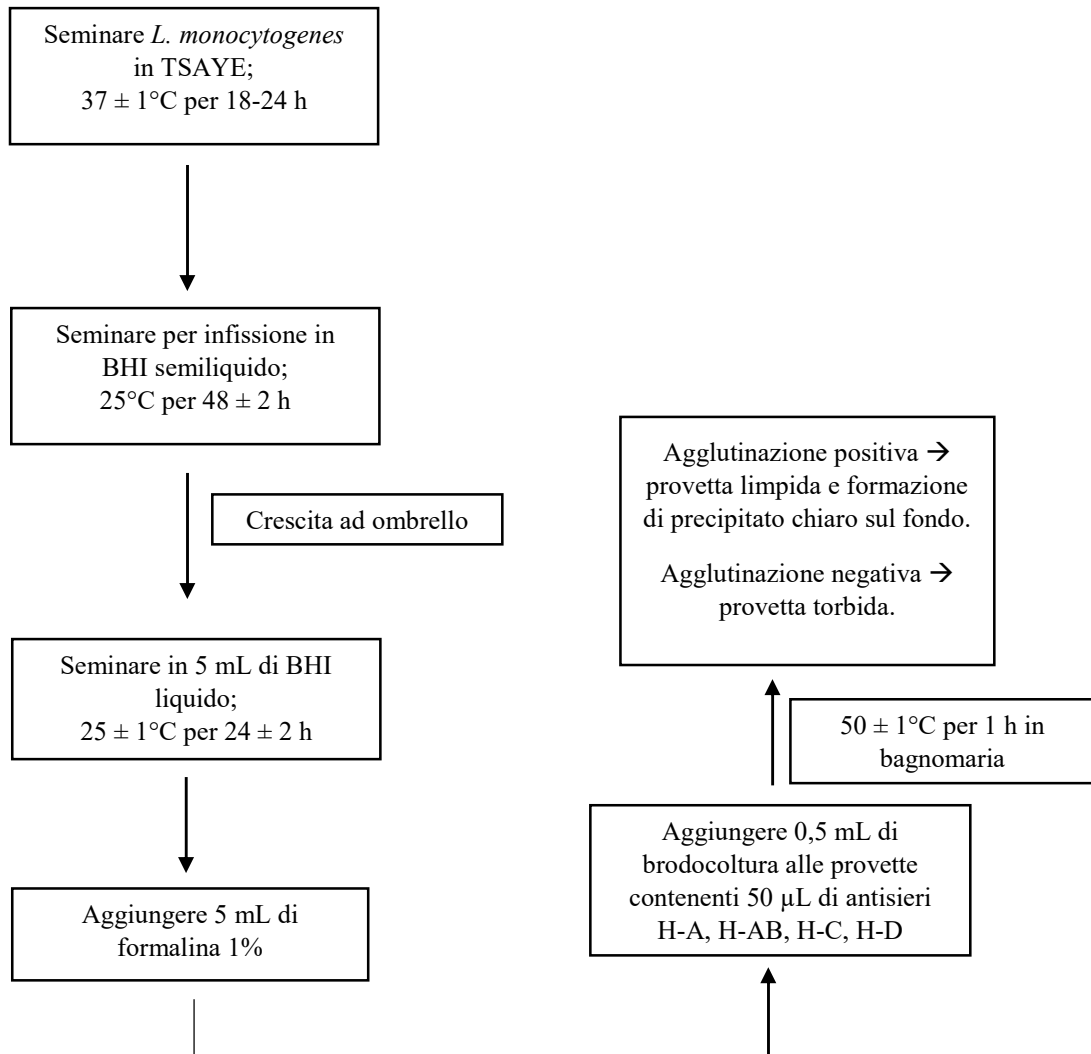 Seminare L. monocytogenes
in TSAYE;
37 ± 1°C per 18-24 h
Seminare per infissione in
BHI semiliquido;
25°C per 48 ± 2 h
Crescita ad ombrello
Seminare in 5 mL di BHI
liquido;
25 ± 1°C per 24 ± 2 h
Aggiungere 5 mL di
formalina 1%
Aggiungere 0,5 mL di
brodocoltura alle provette
contenenti 50 µL di antisieri
H-A, H-AB, H-C, H-D
50 ± 1°C per 1 h in
bagnomaria
Agglutinazione positiva →
provetta limpida e formazione
di precipitato chiaro sul fondo.
Agglutinazione negativa →
provetta torbida.